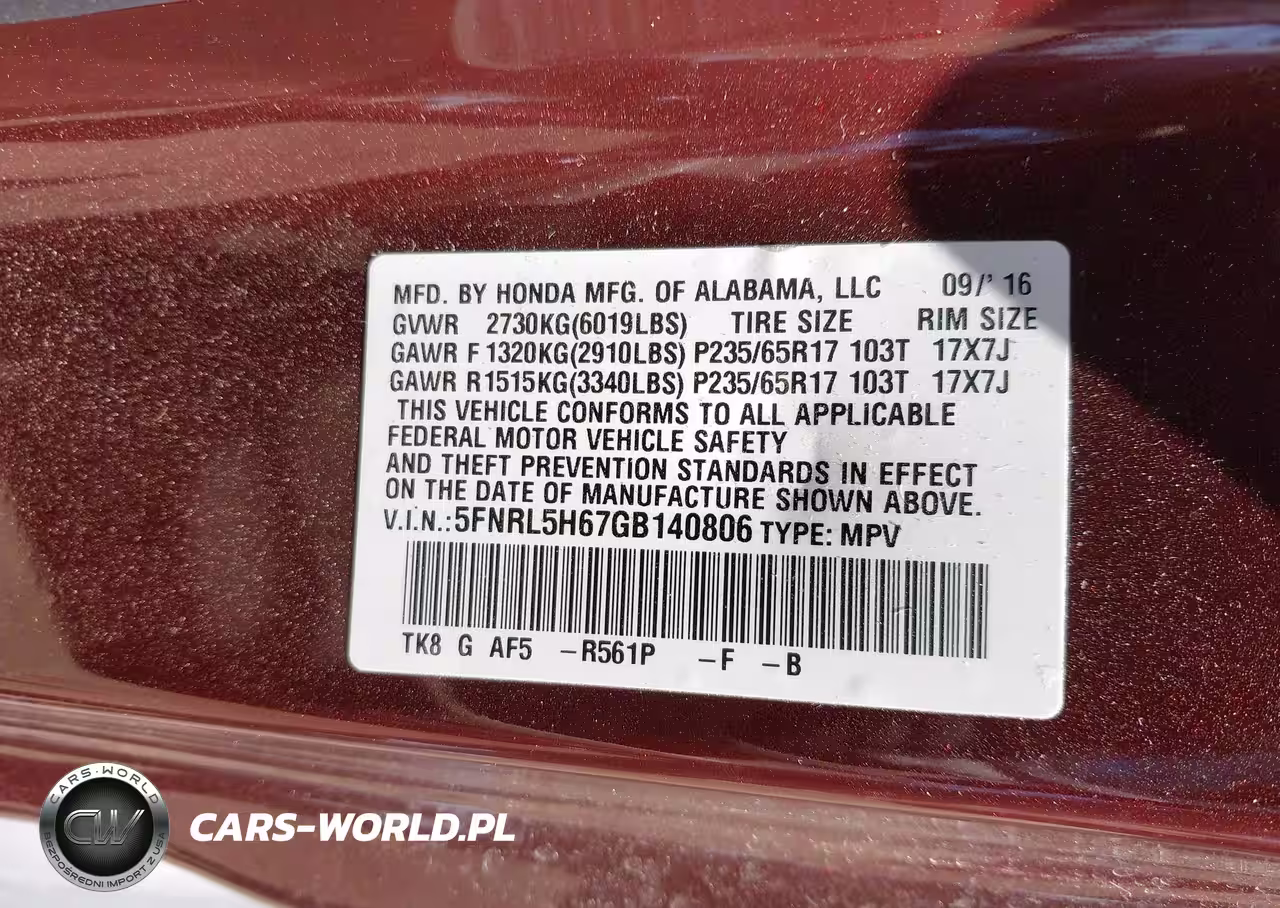 MFD. BY HONDA MFG. OF ALABAMA, LLC 09/' 16
GVWR 2730KG(6019LBS) TIRE SIZE RIM SIZE
GAWR F 1320KG(2910LBS) P235/65R17 103T 17X7J
GAWR R1515KG(3340LBS) P235/65R17 103T 17X7J
THIS VEHICLE CONFORMS TO ALL APPLICABLE
FEDERAL MOTOR VEHICLE SAFETY
AND THEFT PREVENTION STANDARDS IN EFFECT
ON THE DATE OF MANUFACTURE SHOWN ABOVE.
V.I.N.:5FNRL5H67GB140806 TYPE: MPV
TK8 G AF5 -R561P -F -B
CARS-WORLD
CW
BEZPOŚREDNI IMPORT Z USA
CARS-WORLD.PL